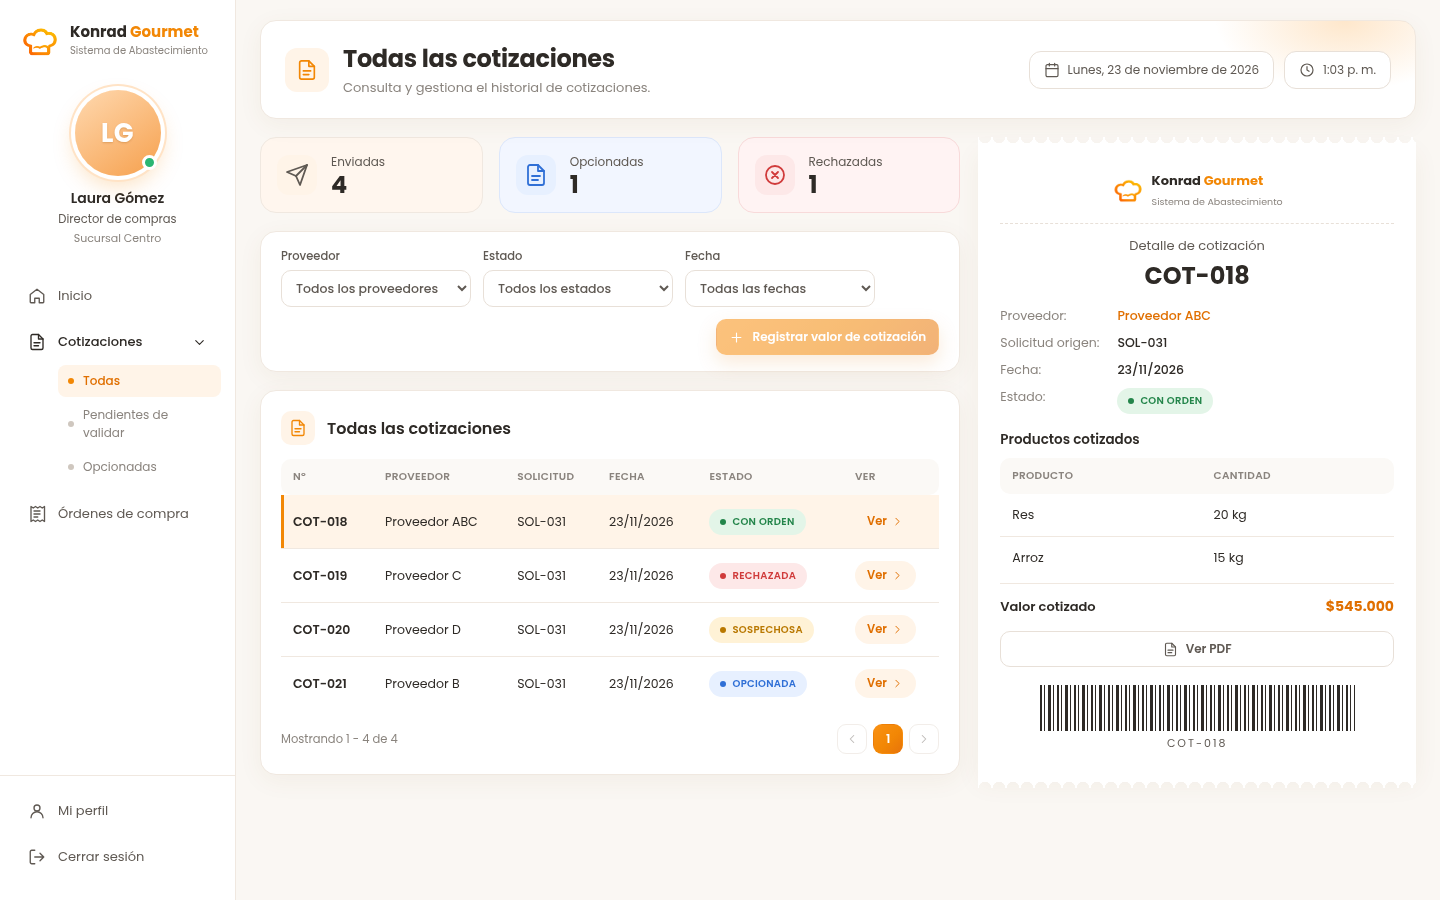 Konrad Gourmet
Sistema de Abastecimiento
LG
Laura Gómez
Director de compras
Sucursal Centro
Inicio
Cotizaciones
Todas
Pendientes de
validar
Opcionadas
Órdenes de compra
Mi perfil
Cerrar sesión
Todas las cotizaciones
Consulta y gestiona el historial de cotizaciones.
Lunes, 23 de noviembre de 2026
1:03 p. m.
Enviadas
4
Opcionadas
1
Rechazadas
1
Proveedor
Estado
Fecha
Todos los proveedores
Todos los estados
Todas las fechas
Registrar valor de cotización
Todas las cotizaciones
Nº PROVEEDOR SOLICITUD FECHA ESTADO VER
COT-018 Proveedor ABC SOL-031 23/11/2026 CON ORDEN Ver
COT-019 Proveedor C SOL-031 23/11/2026 RECHAZADA Ver
COT-020 Proveedor D SOL-031 23/11/2026 SOSPECHOSA Ver
COT-021 Proveedor B SOL-031 23/11/2026 OPCIONADA Ver
Mostrando 1 - 4 de 4
1
Konrad Gourmet
Sistema de Abastecimiento
Detalle de cotización
COT-018
Proveedor: Proveedor ABC
Solicitud origen: SOL-031
Fecha: 23/11/2026
Estado: CON ORDEN
Productos cotizados
PRODUCTO CANTIDAD
Res 20 kg
Arroz 15 kg
Valor cotizado $545.000
Ver PDF
COT-018